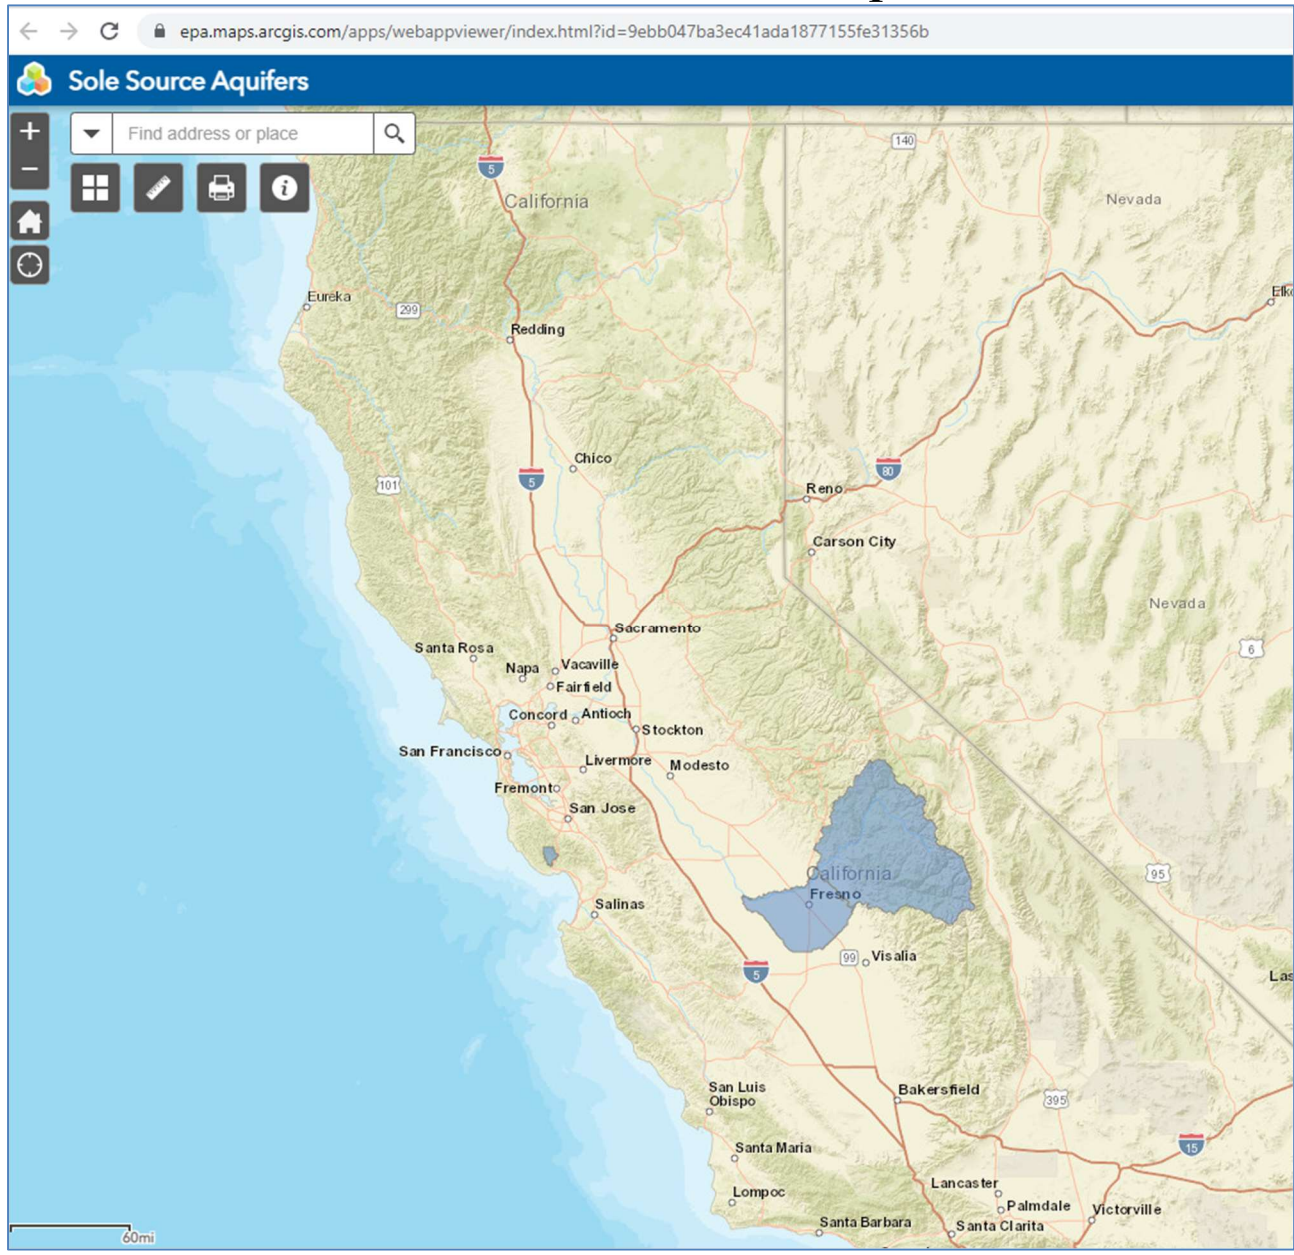 epa.maps.arcgis.com/apps/webappviewer/index.html?id=9ebb047ba3ec41ada1877155fe31356b
Sole Source Aquifers
Find address or place
5
140
California
Nevada
Eureka
299
Elko
Redding
Chico
101
5
80
Reno
Carson City
Nevada
Sacramento
6
Santa Rosa
Napa
Vacaville
Fairfield
Concord
Antioch
Stockton
San Francisco
Livermore
Modesto
Fremont
San Jose
California
95
Fresno
Salinas
99
Visalia
5
Las
San Luis
Obispo
Bakersfield
395
Santa Maria
15
Lancaster
Lompoc
Palmdale
Victorville
Santa Barbara
Santa Clarita
60mi